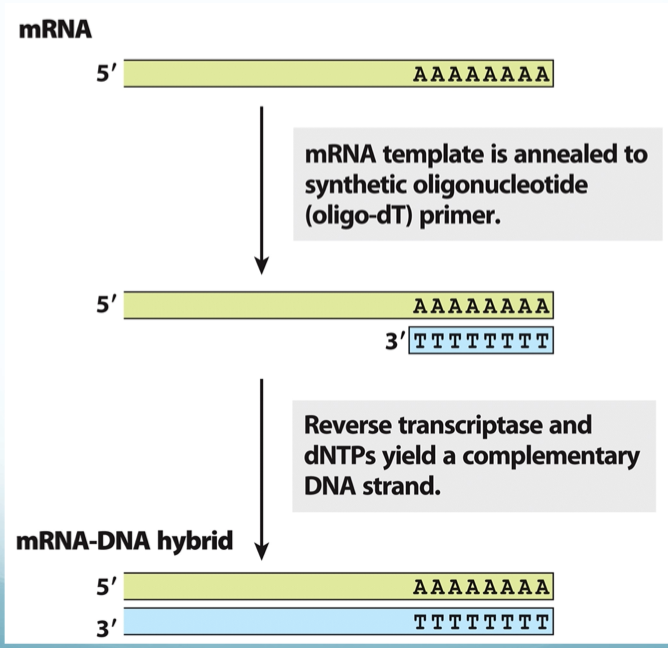 mRNA
5′ AAAAAAAA
mRNA template is annealed to
synthetic oligonucleotide
(oligo-dT) primer.
5′ AAAAAAAA
3′ TTTTTTTT
Reverse transcriptase and
dNTPs yield a complementary
DNA strand.
mRNA-DNA hybrid
5′ AAAAAAAA
3′ TTTTTTTT